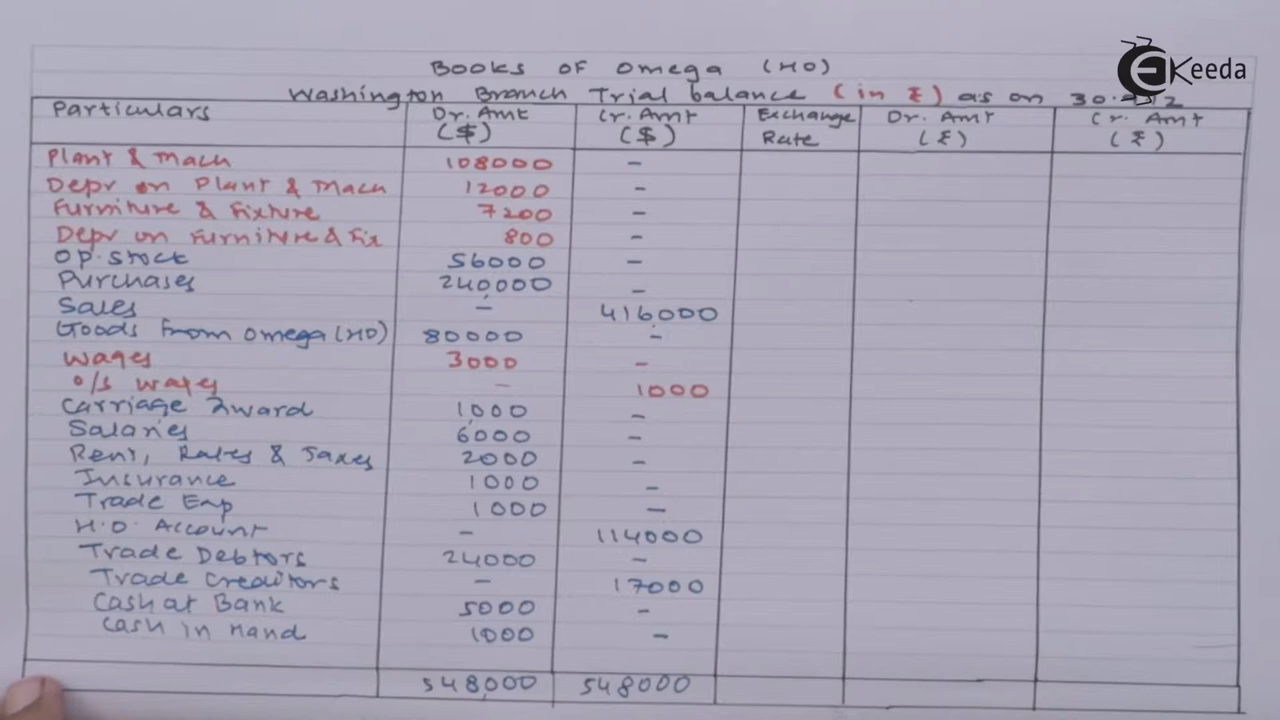 Keeda
Books of Omega (HO)
Washington Branch Trial balance (in ₹) as on
Particulars Dr. Amt ($) Cr. Amt ($) Exchange Rate Dr. Amt (₹) Cr. Amt (₹)
Plant & Mach 108000 -
Depr on Plant & Mach 12000 -
Furniture & Fixture 7200 -
Depr on Furniture & Fix 800 -
Op. Stock 56000 -
Purchases 240000 -
Sales - 416000
Goods from Omega (HO) 80000 -
Wages 3000 -
o/s wages - 1000
Carriage Inward 1000 -
Salaries 6000 -
Rent, Rates & Taxes 2000 -
Insurance 1000 -
Trade Exp 1000 -
H.O. Account - 114000
Trade Debtors 24000 -
Trade Creditors - 17000
Cash at Bank 5000 -
Cash in Hand 1000 -
548000 548000